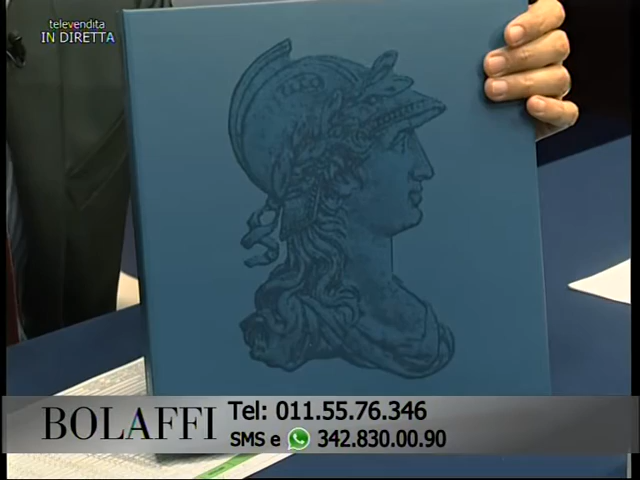 televendita
IN DIRETTA
BOLAFFI
Tel: 011.55.76.346
SMS e 342.830.00.90